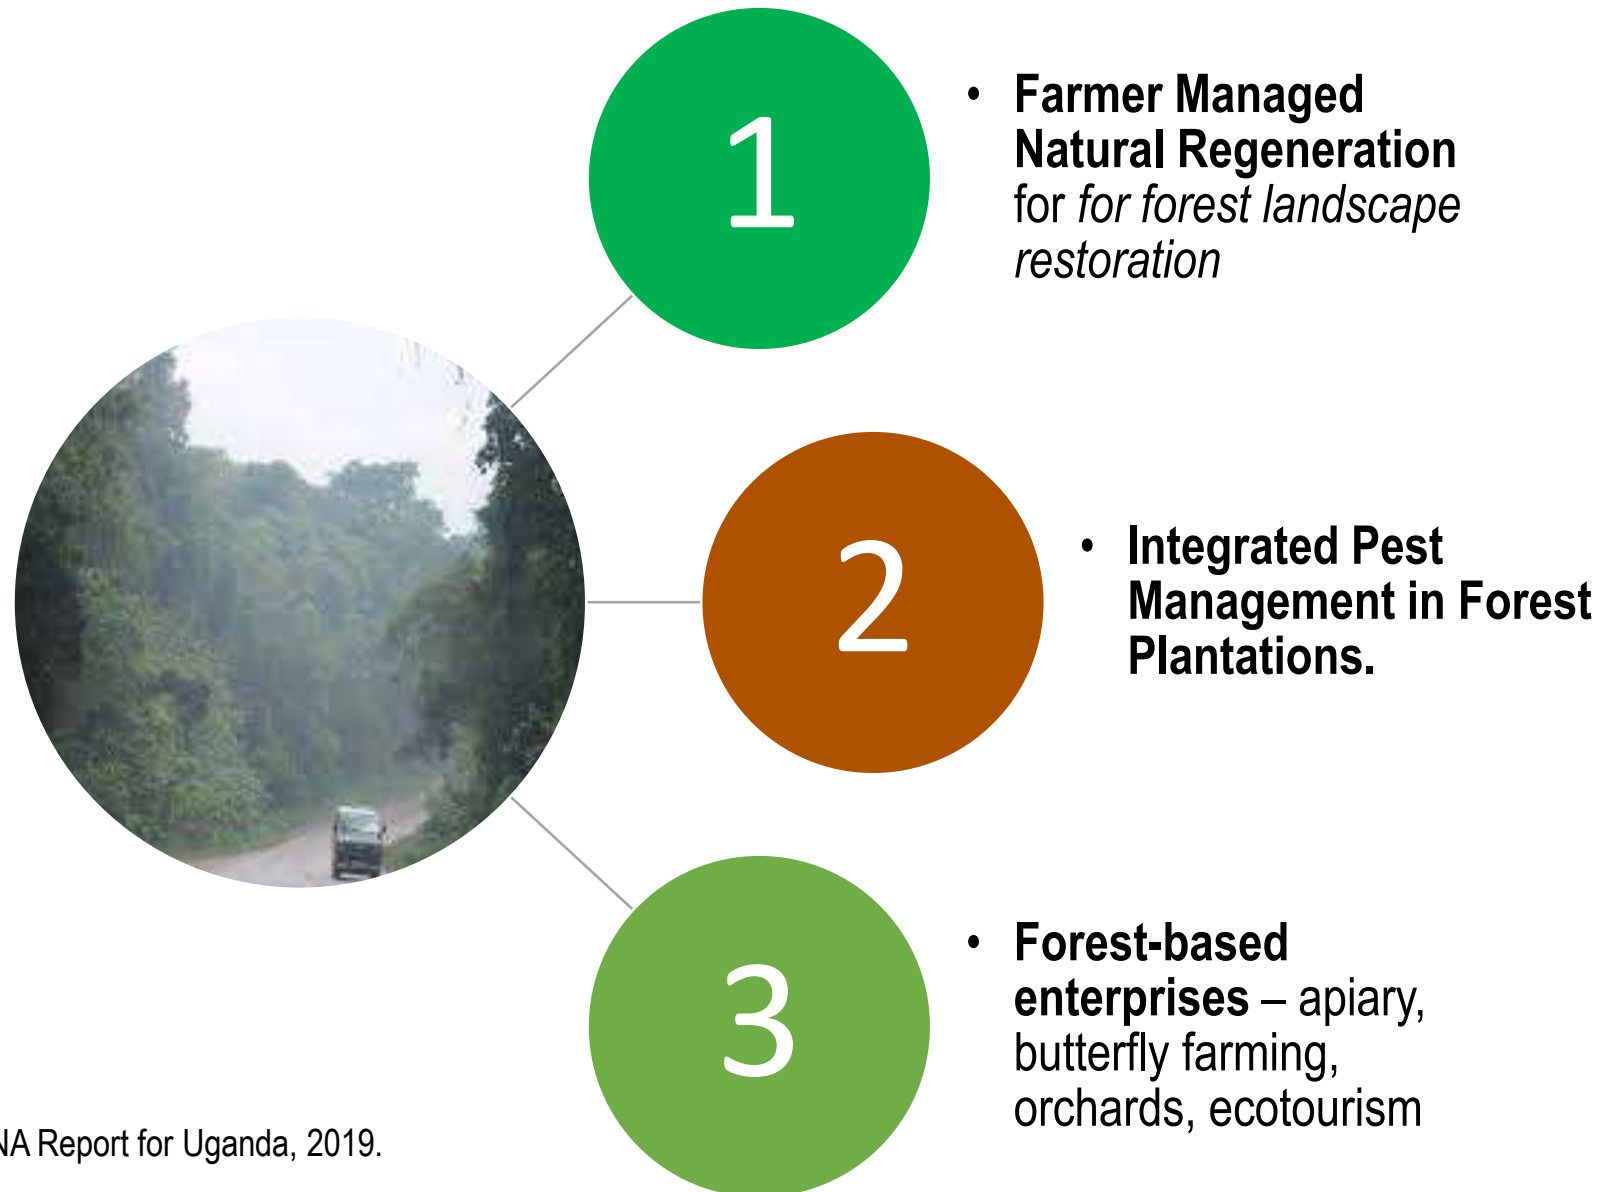 1
• Farmer Managed
Natural Regeneration
for for forest landscape
restoration
2
• Integrated Pest
Management in Forest
Plantations.
3
• Forest-based
enterprises – apiary,
butterfly farming,
orchards, ecotourism
NA Report for Uganda, 2019.